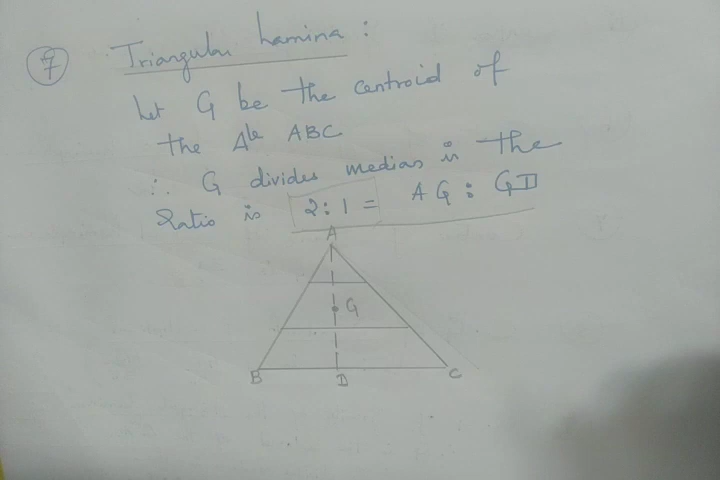 7
Triangular Lamina :
Let G be the centroid of
the Δle ABC
∴ G divides medias in the
Ratio is 2:1 = AG : GD
A
G
B D C